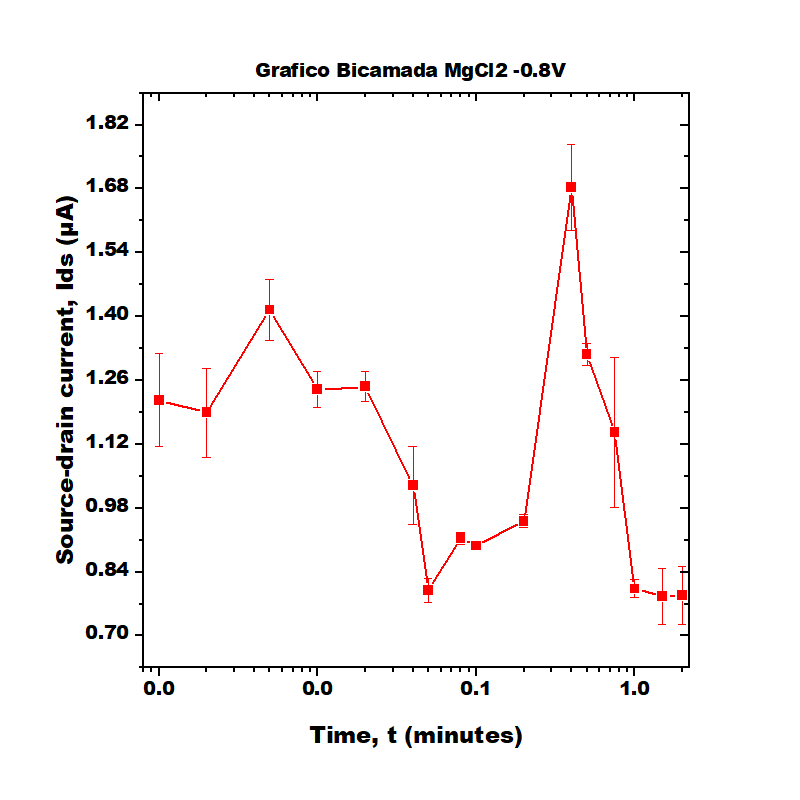 Grafico Bicamada MgCl2 -0.8V
Source-drain current, Ids (µA)
1.82
1.68
1.54
1.40
1.26
1.12
0.98
0.84
0.70
0.0 0.0 0.1 1.0
Time, t (minutes)